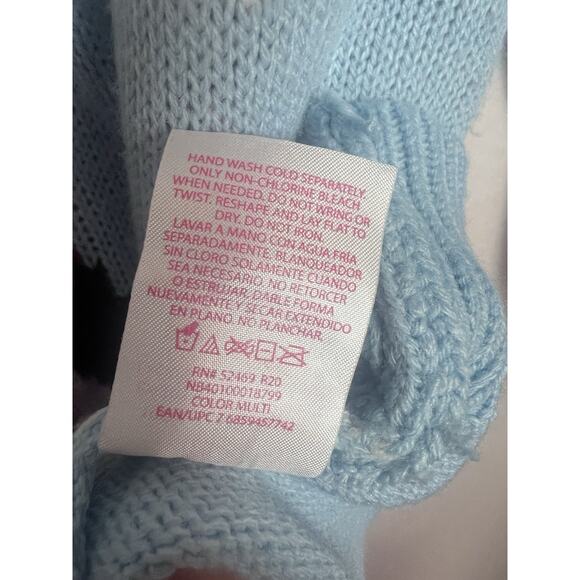 HAND WASH COLD SEPARATELY.
ONLY NON-CHLORINE BLEACH
WHEN NEEDED. DO NOT WRING OR
TWIST. RESHAPE AND LAY FLAT TO
DRY. DO NOT IRON.
LAVAR A MANO CON AGUA FRÍA
SEPARADAMENTE. BLANQUEADOR
SIN CLORO SOLAMENTE CUANDO
SEA NECESARIO. NO RETORCER
O ESTRUJAR. DARLE FORMA
NUEVAMENTE Y SECAR EXTENDIDO
EN PLANO. NO PLANCHAR.
RN# 52469 R20
NB40100018799
COLOR MULTI
EAN/UPC 7 6859457742